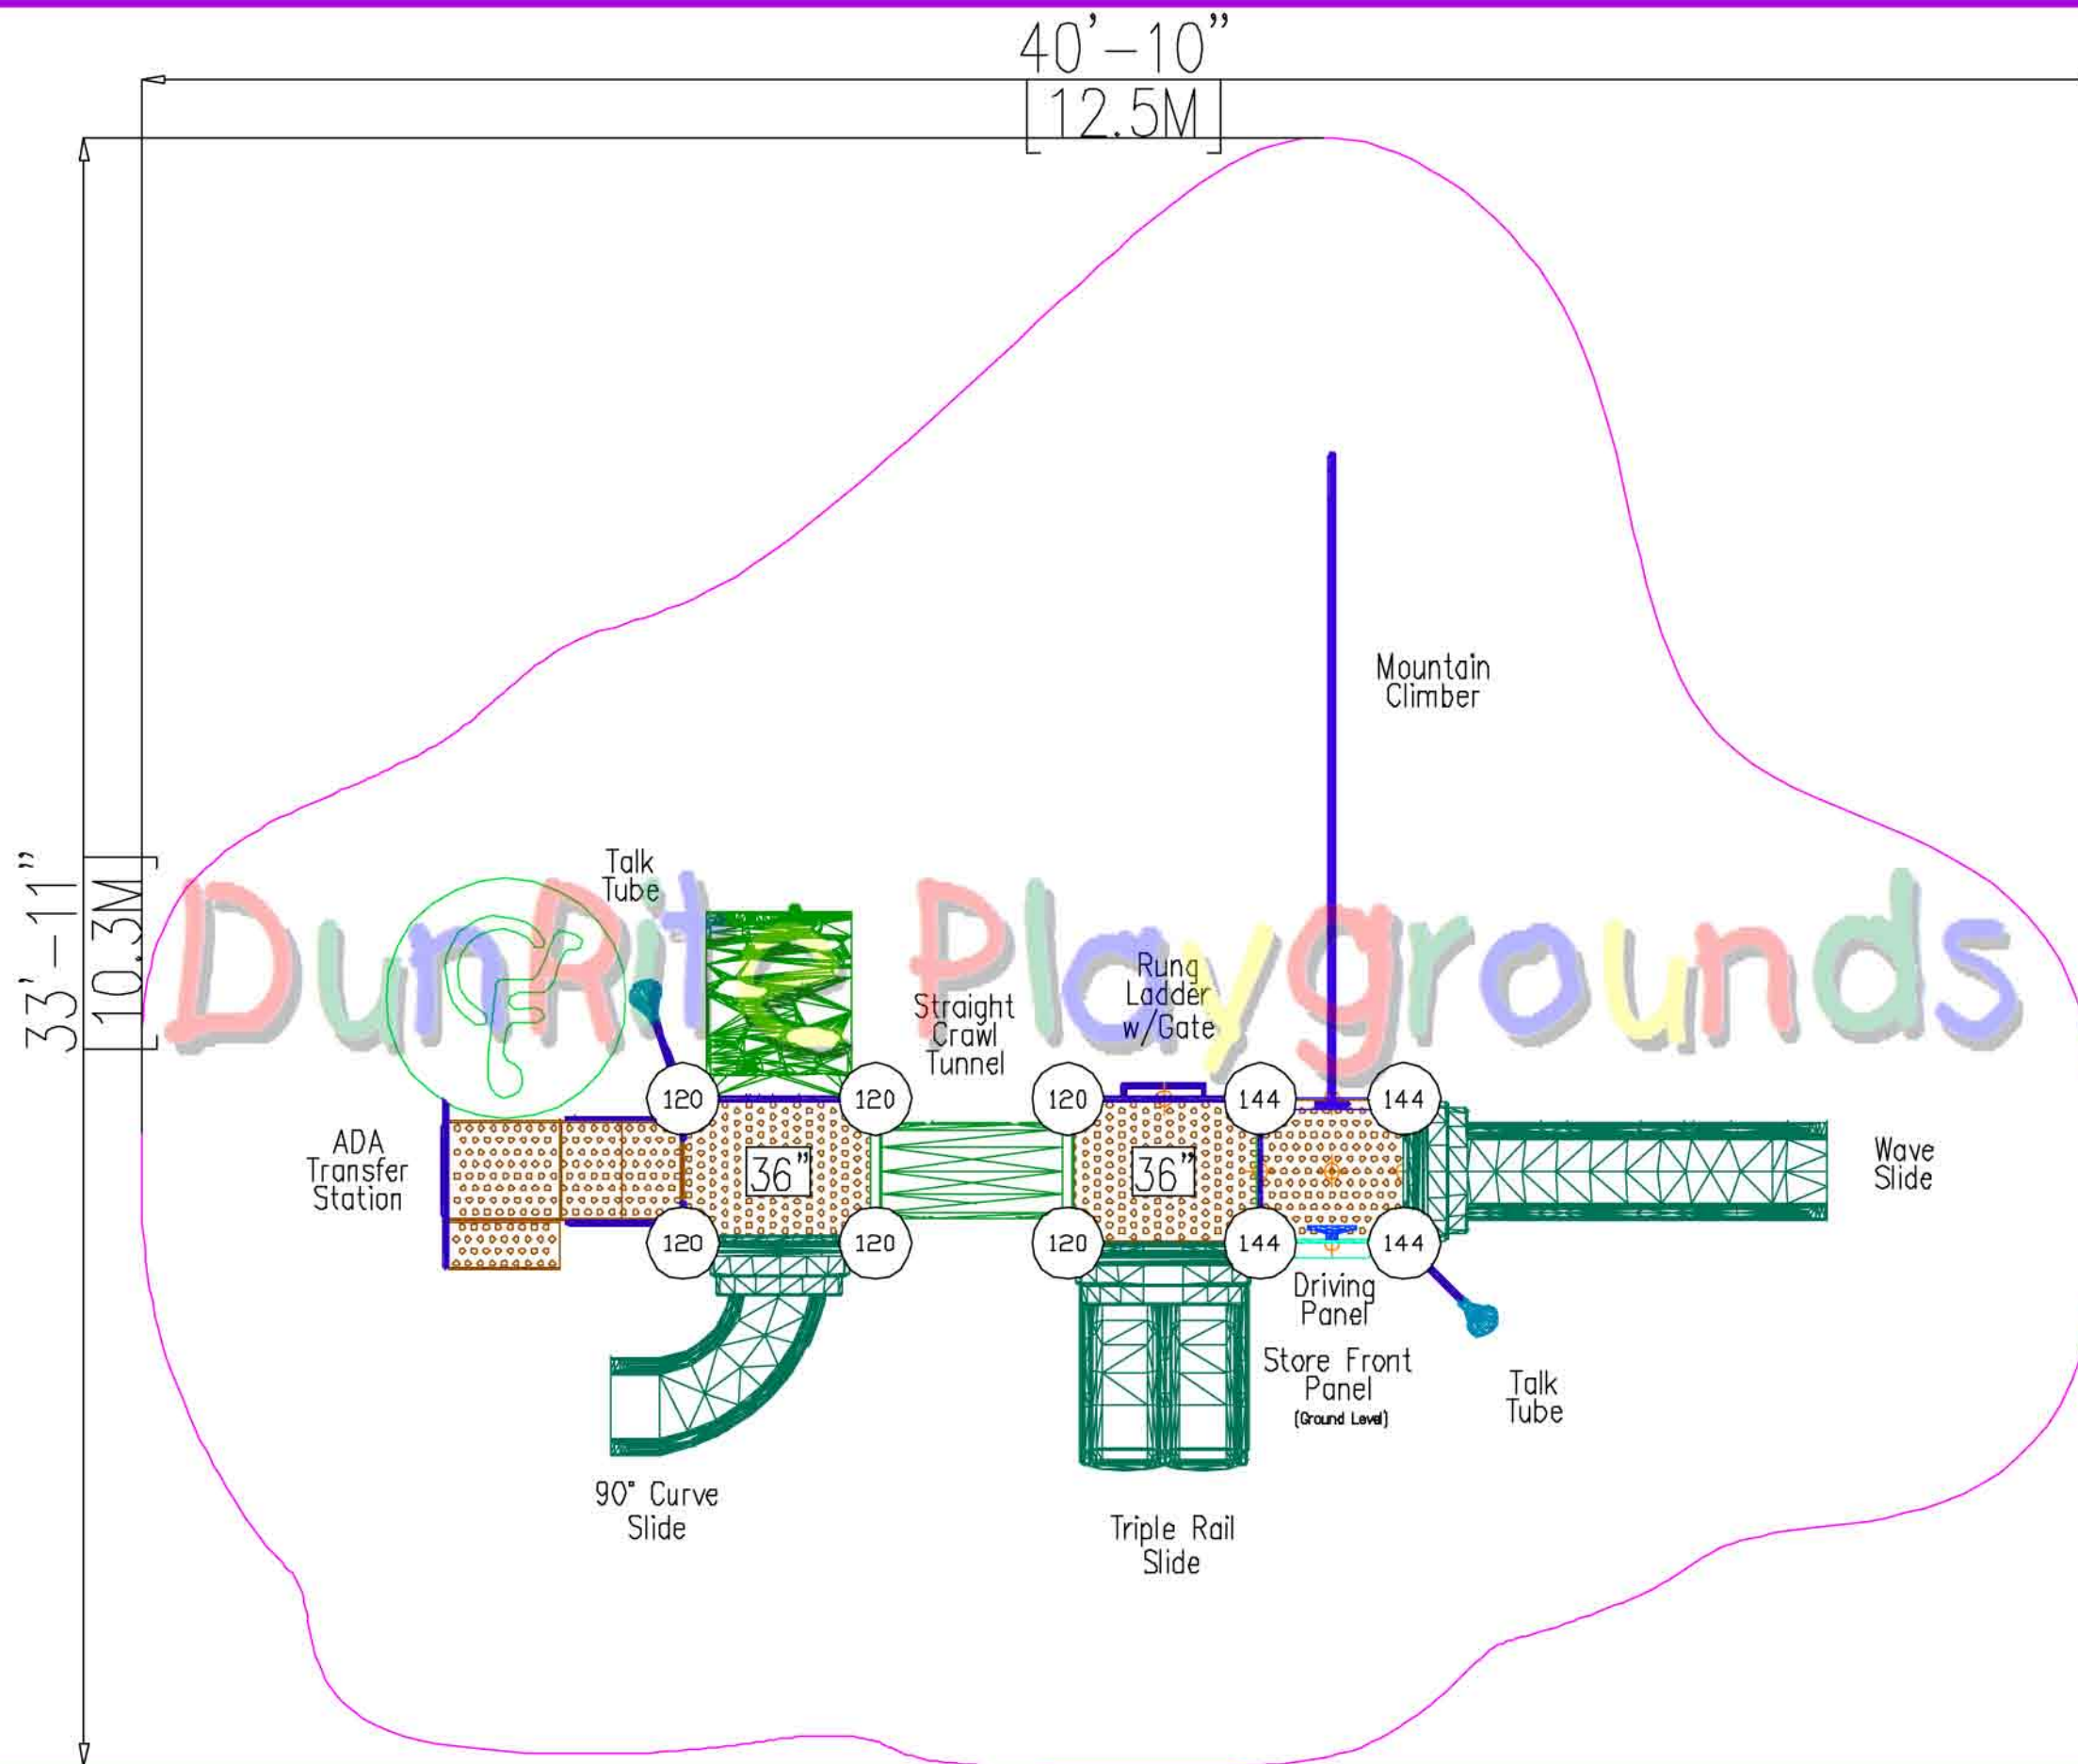 40'-10"
[12.5M]
33'-11"
[10.3M]
Mountain
Climber
Talk
Tube
DunRite Playgrounds
Rung
Ladder
w/Gate
Straight
Crawl
Tunnel
120
120
120
144
144
ADA
Transfer
Station
36"
36"
Wave
Slide
120
120
120
144
144
Driving
Panel
Store Front
Panel
(Ground Level)
Talk
Tube
90° Curve
Slide
Triple Rail
Slide